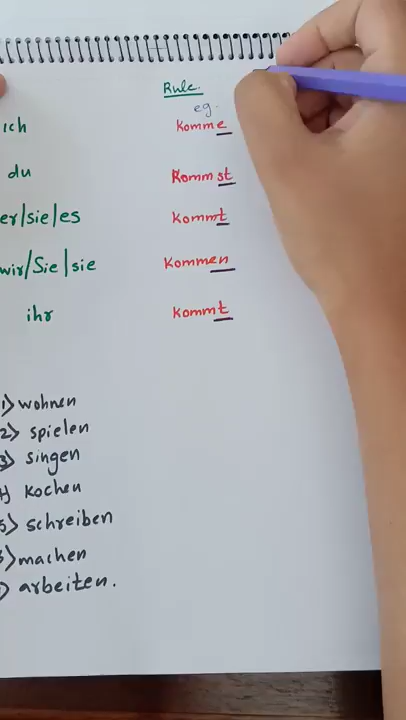 Rule.
eg.
ich Komme
du Kommst
er/sie/es Kommt
wir/Sie/sie Kommen
ihr Kommt
1) wohnen
2) spielen
3) singen
4) Kochen
5) schreiben
6) machen
7) arbeiten.